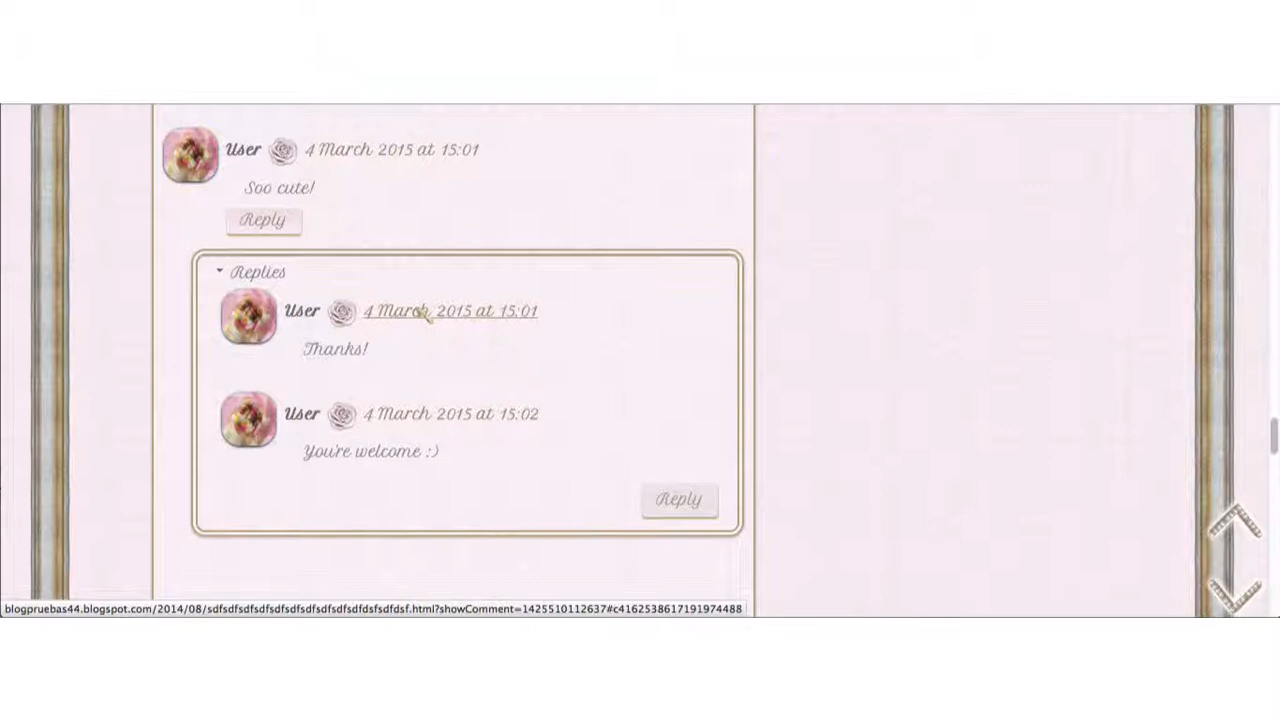 User 4 March 2015 at 15:01
Soo cute!
Reply
Replies
User 4 March 2015 at 15:01
Thanks!
User 4 March 2015 at 15:02
You're welcome :)
Reply
blogpruebas44.blogspot.com/2014/08/sdfsdfsdfsdfsdfsdfsdfsdfsdfsdfdsfsdfdsf.html?showComment=1425510112637#c4162538617191974488